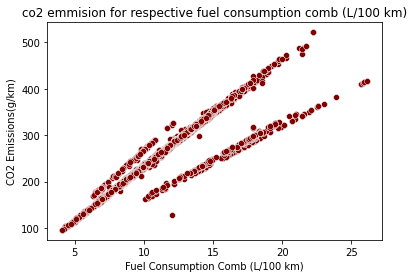 co2 emmision for respective fuel consumption comb (L/100 km)
500
400
300
200
100
CO2 Emissions(g/km)
5 10 15 20 25
Fuel Consumption Comb (L/100 km)